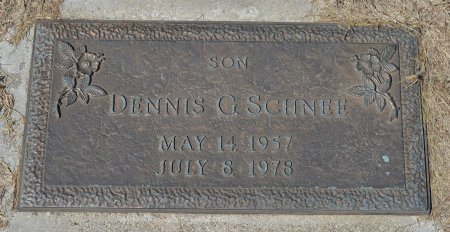 SON
DENNIS G. SCHNEE
MAY 14 1957
JULY 8 1978